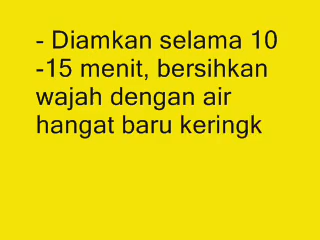 - Diamkan selama 10
-15 menit, bersihkan
wajah dengan air
hangat baru keringk